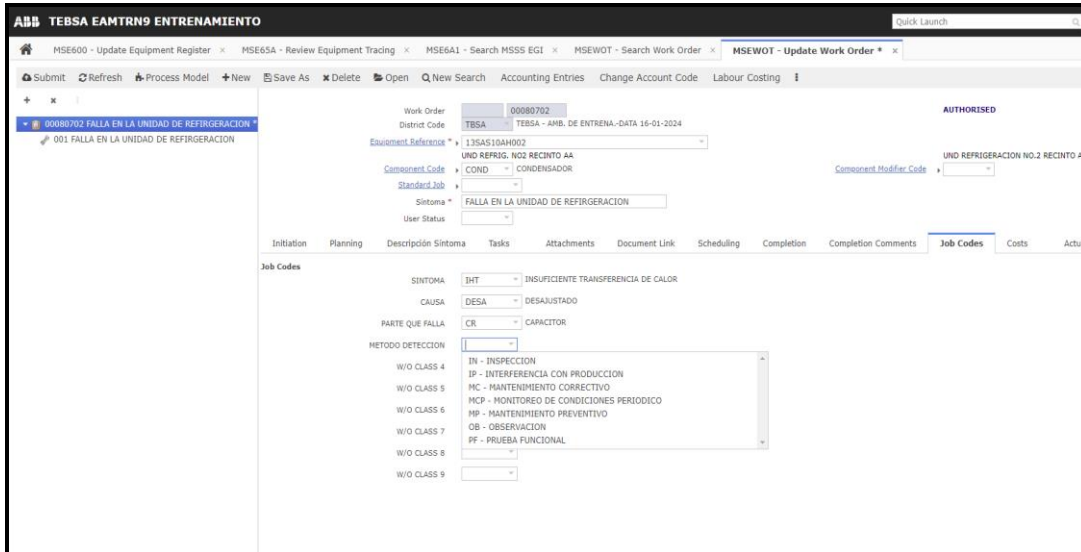 ABB TEBSA EAMTRN9 ENTRENAMIENTO Quick Launch
MSE600 - Update Equipment Register × MSE65A - Review Equipment Tracing × MSE6A1 - Search MSSS EGI × MSEWOT - Search Work Order × MSEWOT - Update Work Order * ×
Submit Refresh Process Model +New Save As Delete Open New Search Accounting Entries Change Account Code Labour Costing
Work Order 00080702 AUTHORISED
00080702 FALLA EN LA UNIDAD DE REFIRGERACION *
District Code TBSA TEBSA - AMB. DE ENTRENA.-DATA 16-01-2024
001 FALLA EN LA UNIDAD DE REFIRGERACION
Equipment Reference * 13SAS10AH002
UND REFRIG. NO2 RECINTO AA UND REFRIGERACION NO.2 RECINTO A
Component Code COND CONDENSADOR Component Modifier Code
Standard Job
Síntoma * FALLA EN LA UNIDAD DE REFIRGERACION
User Status
Initiation Planning Descripción Síntoma Tasks Attachments Document Link Scheduling Completion Completion Comments Job Codes Costs Actu
Job Codes
SINTOMA IHT INSUFICIENTE TRANSFERENCIA DE CALOR
CAUSA DESA DESAJUSTADO
PARTE QUE FALLA CR CAPACITOR
METODO DETECCION
W/O CLASS 4
W/O CLASS 5
W/O CLASS 6
W/O CLASS 7
W/O CLASS 8
W/O CLASS 9
IN - INSPECCION
IP - INTERFERENCIA CON PRODUCCION
MC - MANTENIMIENTO CORRECTIVO
MCP - MONITOREO DE CONDICIONES PERIODICO
MP - MANTENIMIENTO PREVENTIVO
OB - OBSERVACION
PF - PRUEBA FUNCIONAL